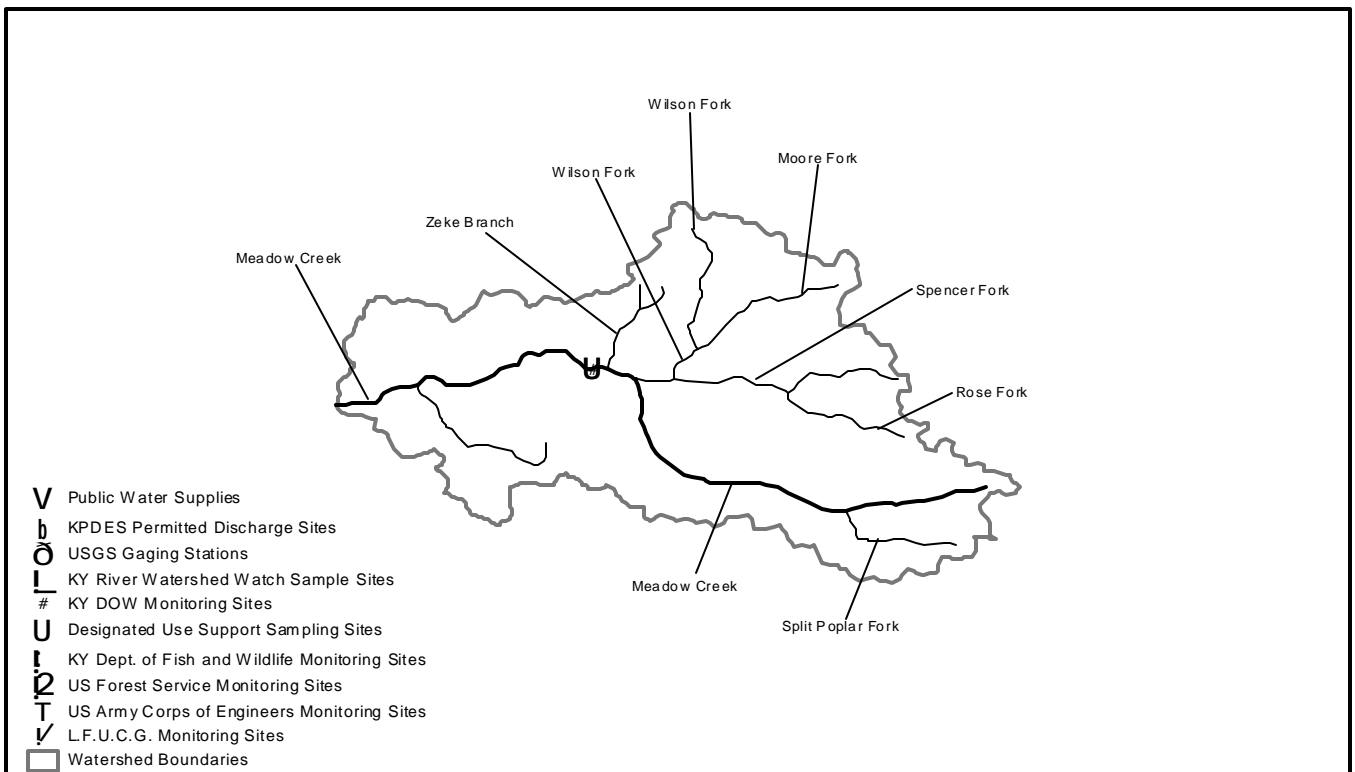 Wilson Fork
Moore Fork
Wilson Fork
Zeke Branch
Meadow Creek
Spencer Fork
U
#
Rose Fork
V Public Water Supplies
KPDES Permitted Discharge Sites
USGS Gaging Stations
KY River Watershed Watch Sample Sites
# KY DOW Monitoring Sites
Meadow Creek
U Designated Use Support Sampling Sites
Split Poplar Fork
KY Dept. of Fish and Wildlife Monitoring Sites
US Forest Service Monitoring Sites
T US Army Corps of Engineers Monitoring Sites
L.F.U.C.G. Monitoring Sites
Watershed Boundaries